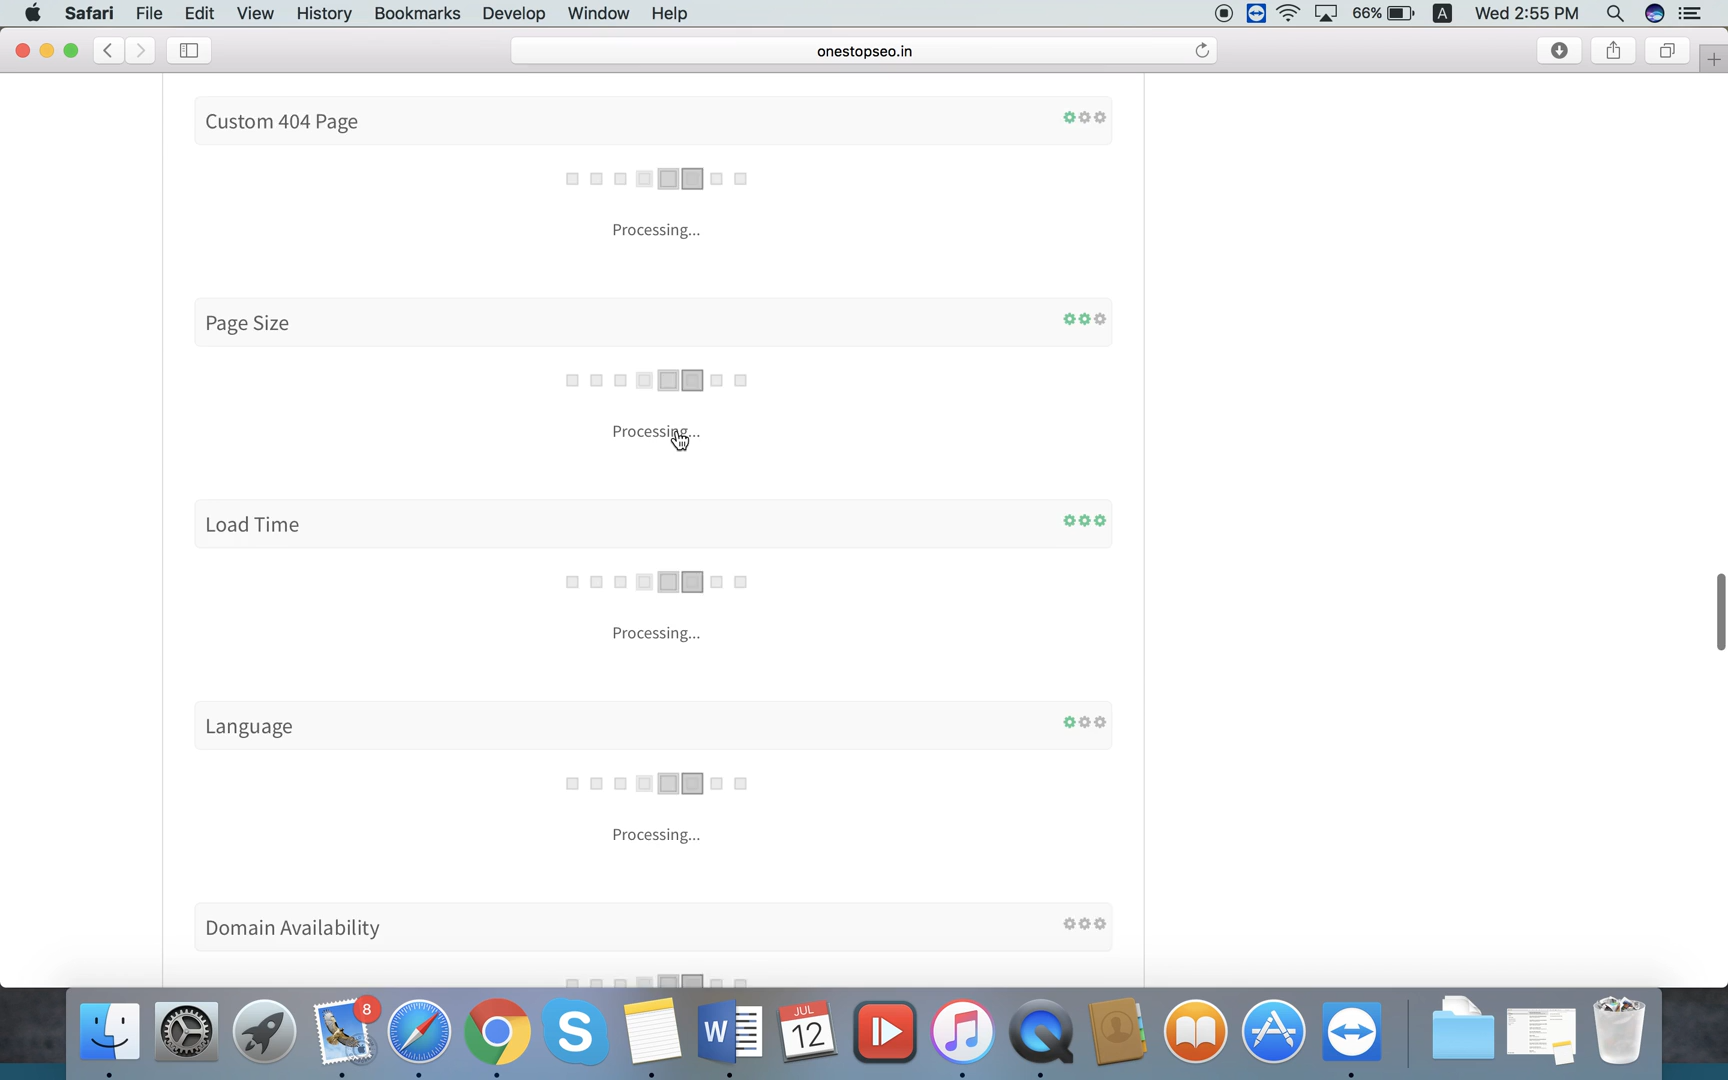 Safari File Edit View History Bookmarks Develop Window Help 66% A Wed 2:55 PM
onestopseo.in
Custom 404 Page
Processing...
Page Size
Processing...
Load Time
Processing...
Language
Processing...
Domain Availability
8
S
W
JUL
12